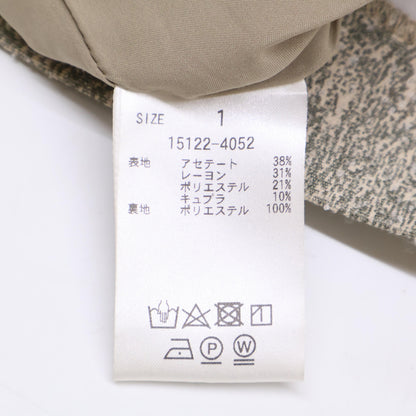 SIZE 1
15122-4052
表地 アセテート 38%
レーヨン 31%
ポリエステル 21%
キュプラ 10%
裏地 ポリエステル 100%
1
P W